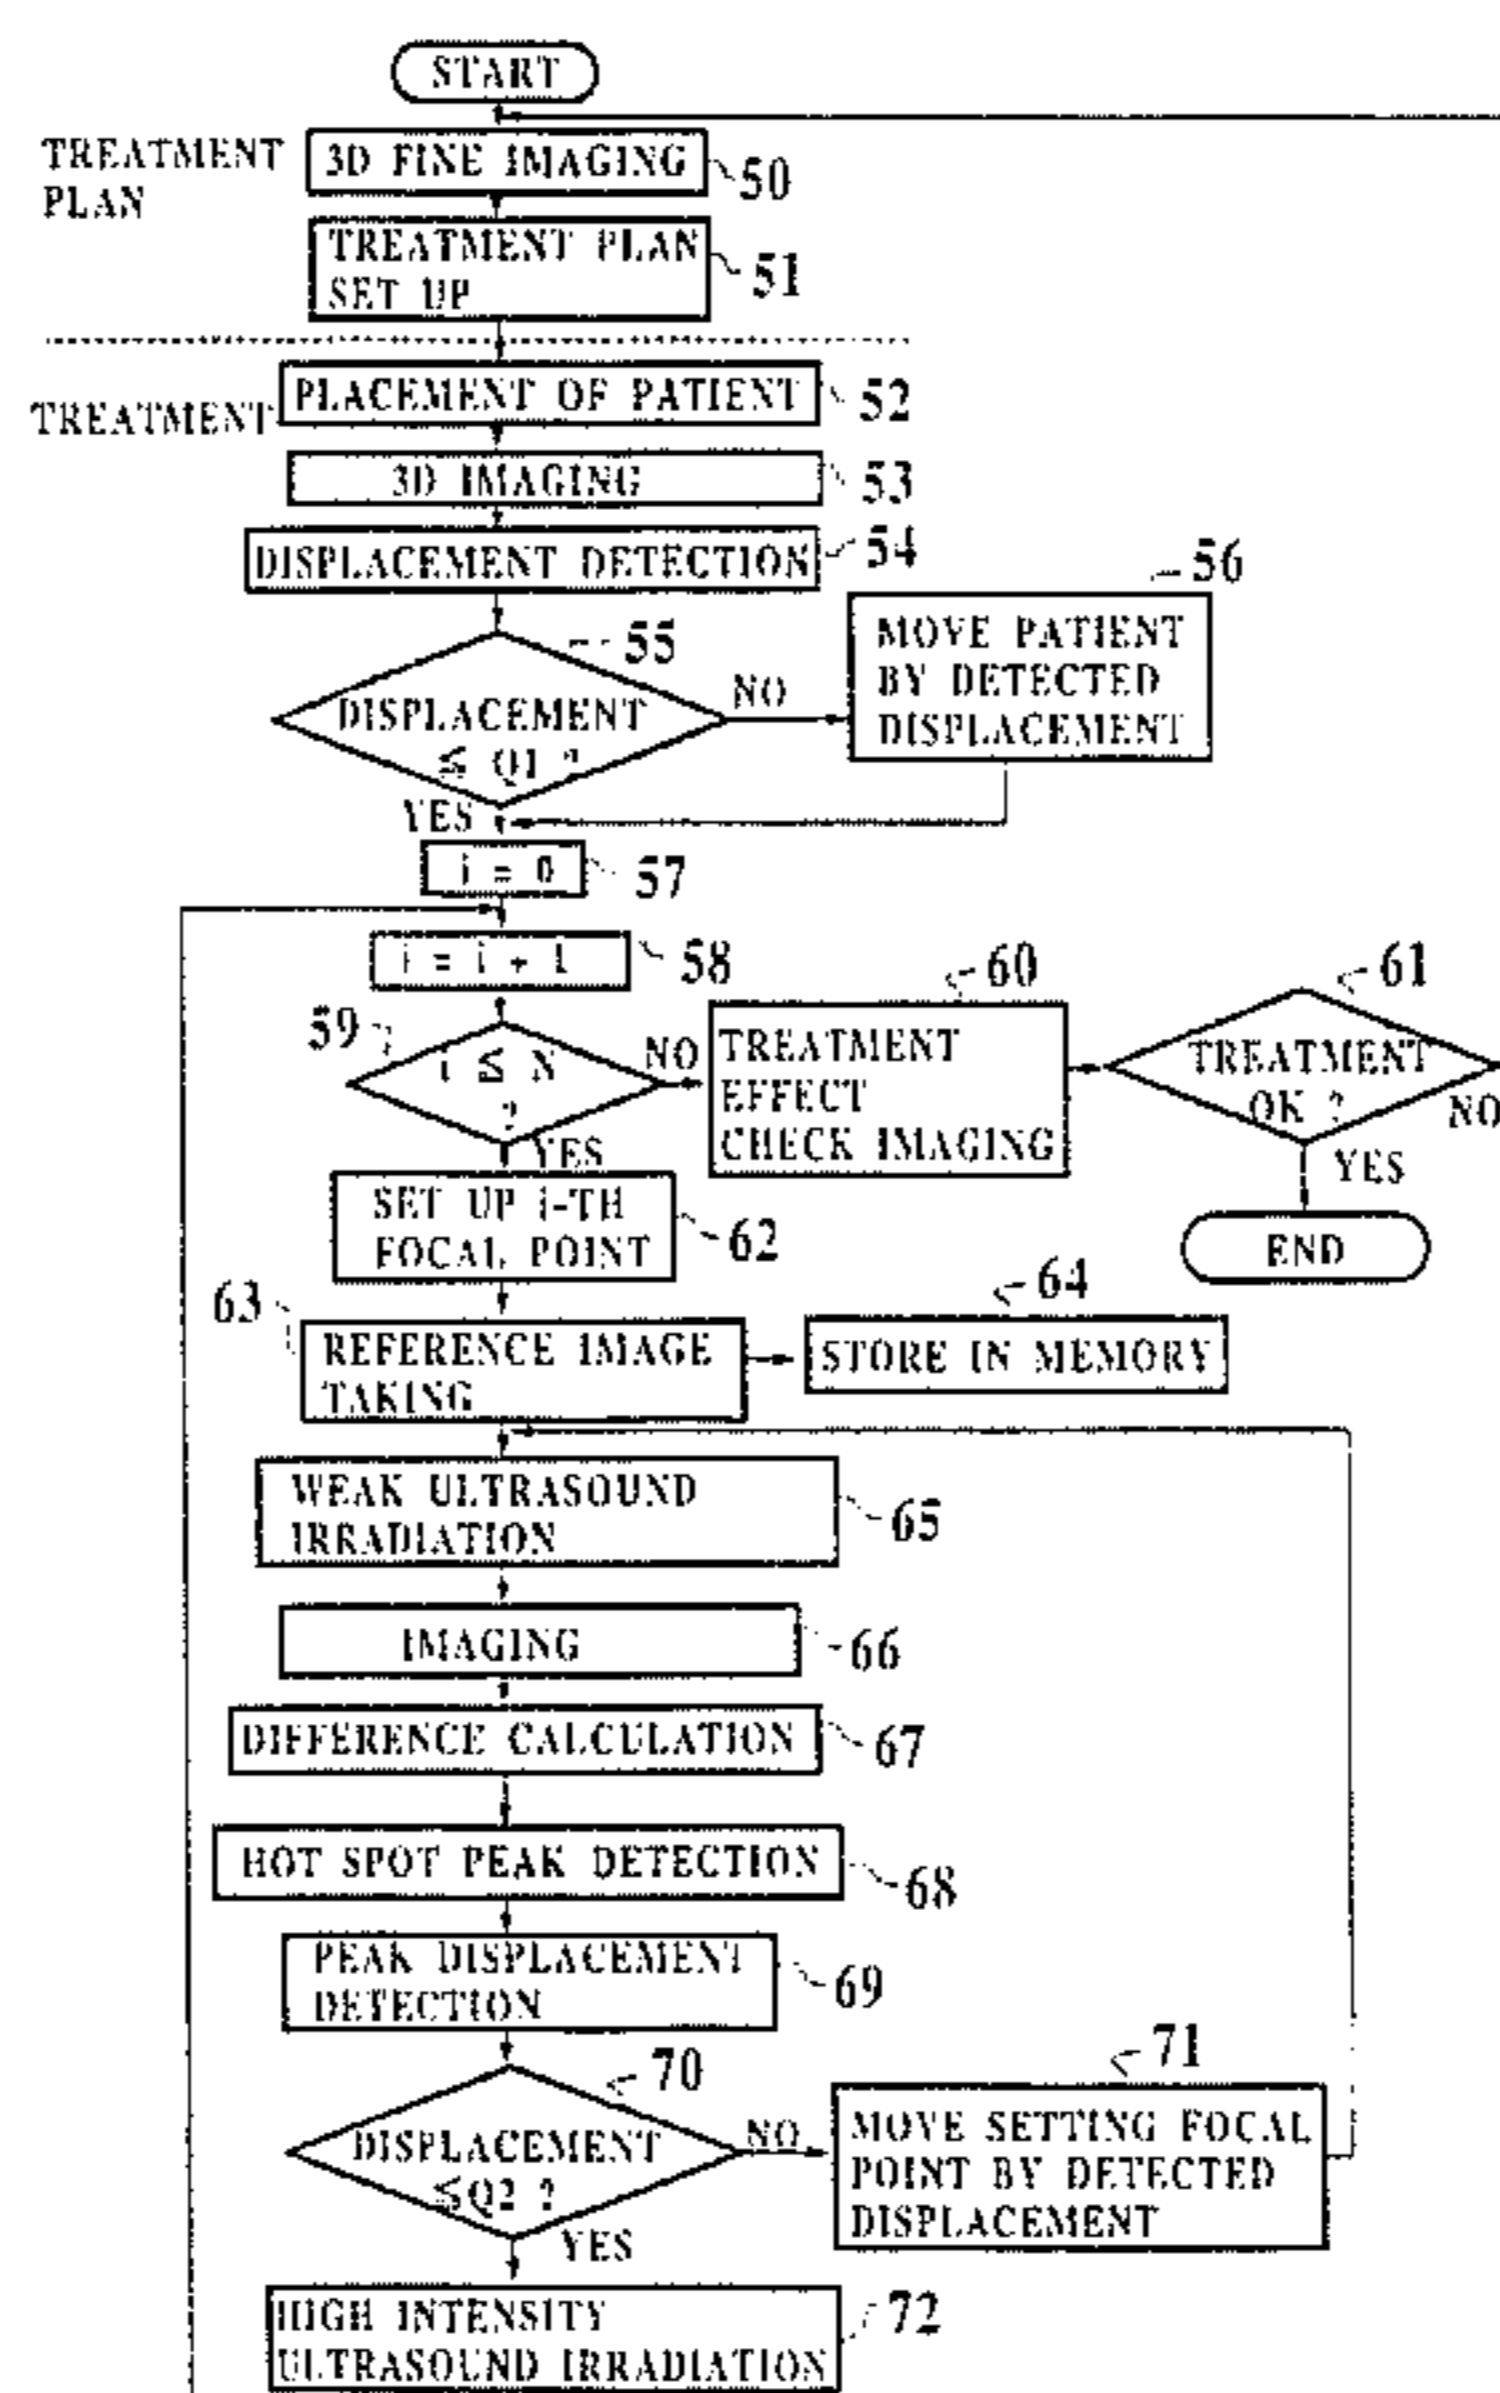 START
TREATMENT
PLAN
3D FINE IMAGING
50
TREATMENT PLAN
SET UP
51
TREATMENT
PLACEMENT OF PATIENT
52
3D IMAGING
53
DISPLACEMENT DETECTION
54
55
DISPLACEMENT
≦ Q1 ?
NO
56
MOVE PATIENT
BY DETECTED
DISPLACEMENT
YES
i = 0
57
i = i + 1
58
59
i ≦ N
?
NO
YES
60
TREATMENT
EFFECT
CHECK IMAGING
61
TREATMENT
OK ?
NO
YES
END
SET UP i-TH
FOCAL POINT
62
63
REFERENCE IMAGE
TAKING
64
STORE IN MEMORY
WEAK ULTRASOUND
IRRADIATION
65
IMAGING
66
DIFFERENCE CALCULATION
67
HOT SPOT PEAK DETECTION
68
PEAK DISPLACEMENT
DETECTION
69
70
DISPLACEMENT
≦Q2 ?
NO
YES
71
MOVE SETTING FOCAL
POINT BY DETECTED
DISPLACEMENT
HIGH INTENSITY
ULTRASOUND IRRADIATION
72